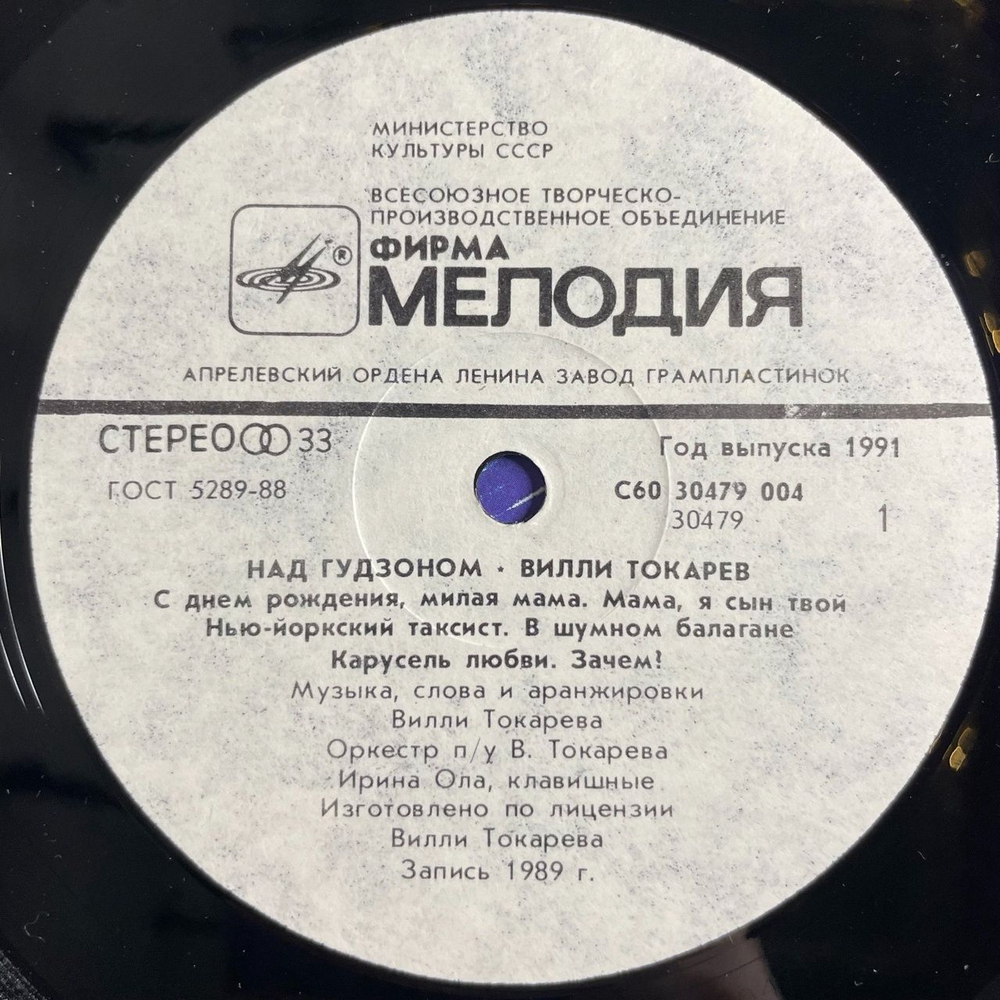 МИНИСТЕРСТВО
КУЛЬТУРЫ СССР
ВСЕСОЮЗНОЕ ТВОРЧЕСКО-
ПРОИЗВОДСТВЕННОЕ ОБЪЕДИНЕНИЕ
®
ФИРМА
МЕЛОДИЯ
АПРЕЛЕВСКИЙ ОРДЕНА ЛЕНИНА ЗАВОД ГРАМПЛАСТИНОК
СТЕРЕО 33 Год выпуска 1991
ГОСТ 5289-88 С60 30479 004
30479 1
НАД ГУДЗОНОМ · ВИЛЛИ ТОКАРЕВ
С днем рождения, милая мама. Мама, я сын твой
Нью-йоркский таксист. В шумном балагане
Карусель любви. Зачем!
Музыка, слова и аранжировки
Вилли Токарева
Оркестр п/у В. Токарева
Ирина Ола, клавишные
Изготовлено по лицензии
Вилли Токарева
Запись 1989 г.